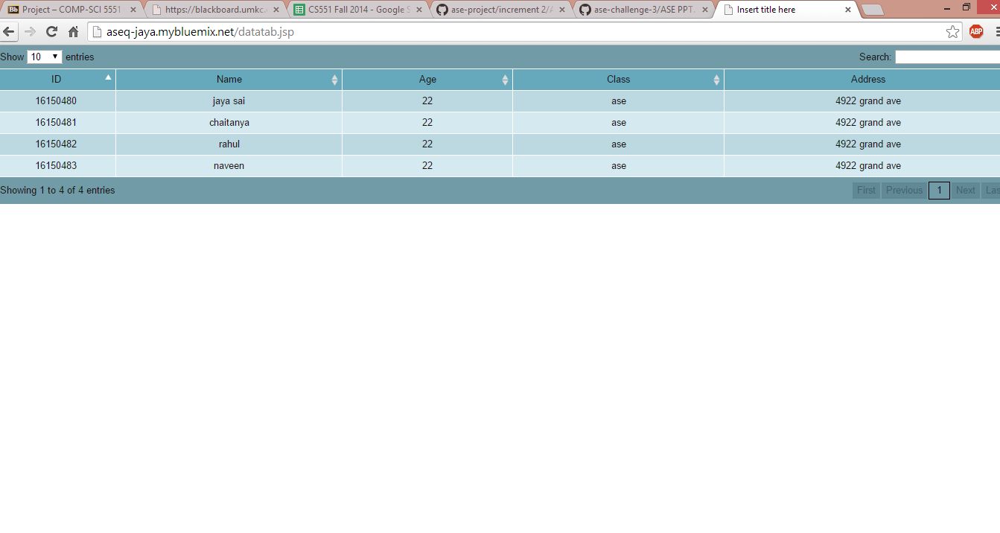 Bb Project – COMP-SCI 5551 https://blackboard.umkc. CS551 Fall 2014 - Google S ase-project/increment 2/A ase-challenge-3/ASE PPT. Insert title here
aseq-jaya.mybluemix.net/datatab.jsp ABP
Show 10 entries Search:
ID Name Age Class Address
16150480 jaya sai 22 ase 4922 grand ave
16150481 chaitanya 22 ase 4922 grand ave
16150482 rahul 22 ase 4922 grand ave
16150483 naveen 22 ase 4922 grand ave
Showing 1 to 4 of 4 entries First Previous 1 Next Las